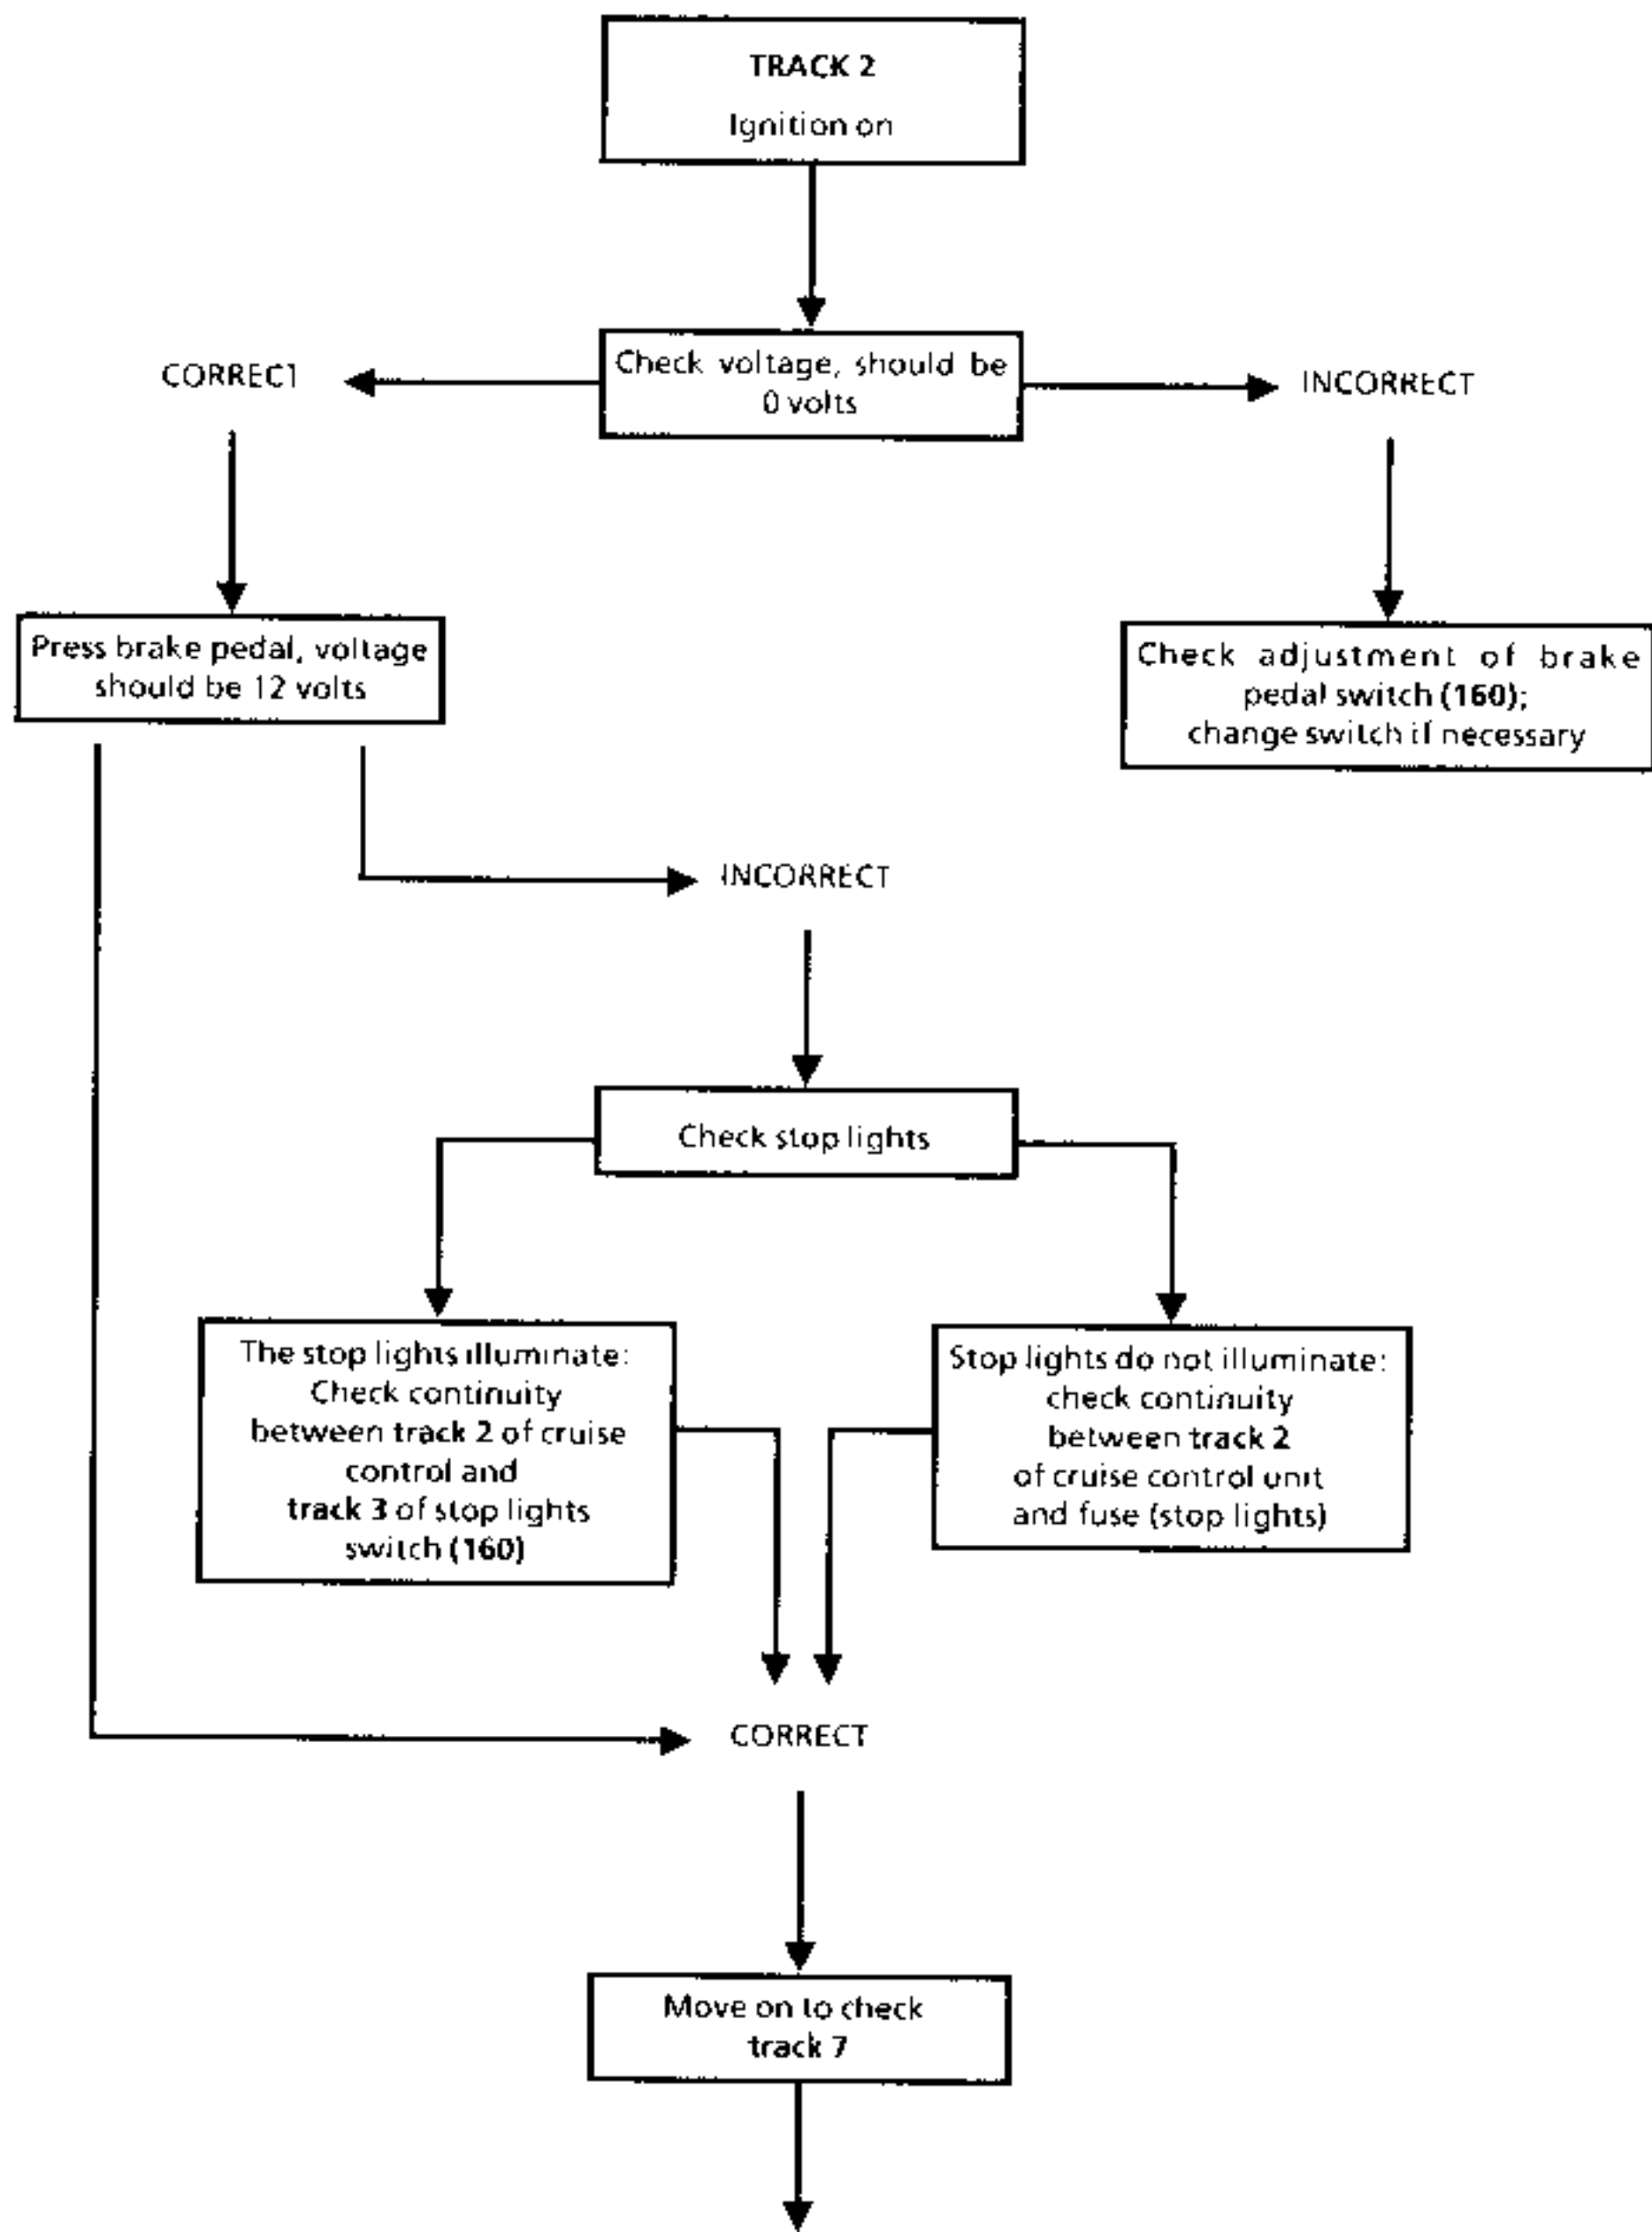 TRACK 2
Ignition on
Check voltage, should be
0 volts
CORRECT
INCORRECT
Press brake pedal, voltage
should be 12 volts
Check adjustment of brake
pedal switch (160);
change switch if necessary
INCORRECT
Check stop lights
The stop lights illuminate:
Check continuity
between track 2 of cruise
control and
track 3 of stop lights
switch (160)
Stop lights do not illuminate:
check continuity
between track 2
of cruise control unit
and fuse (stop lights)
CORRECT
Move on to check
track 7